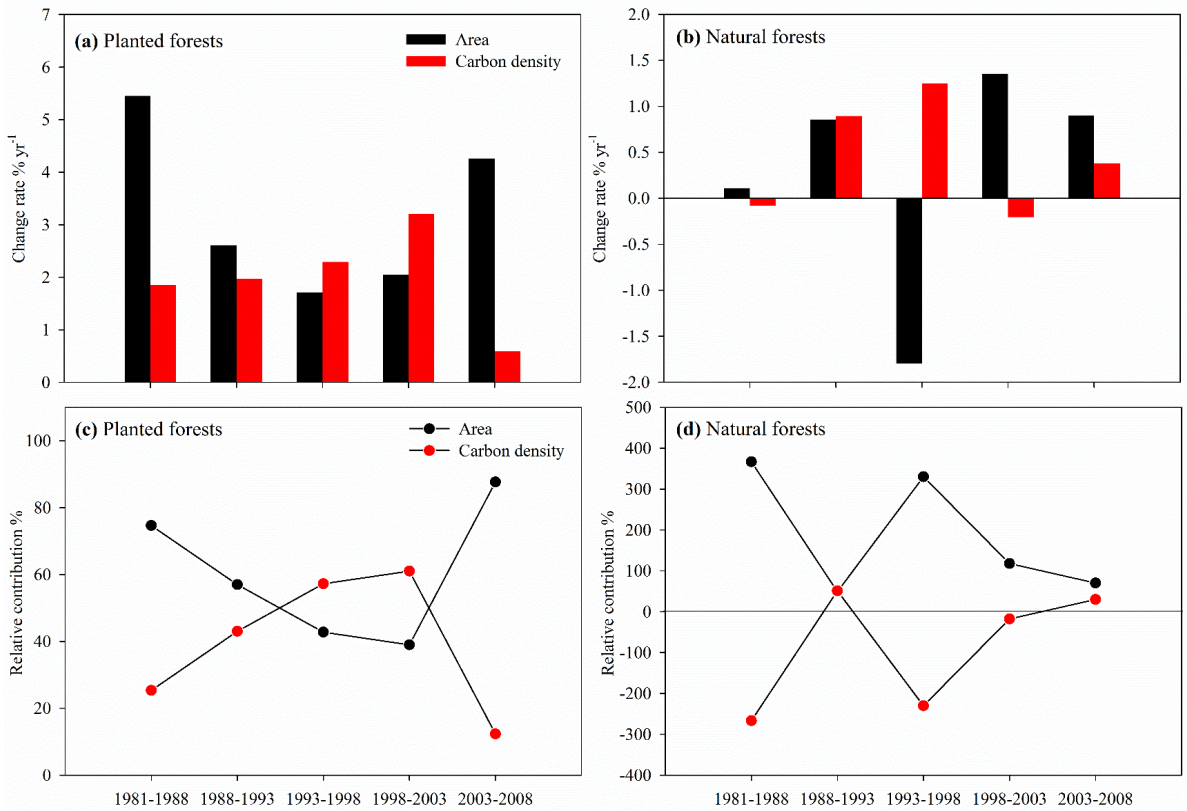 (a) Planted forests
Area
Carbon density
Change rate % yr-1
7
6
5
4
3
2
1
0
(b) Natural forests
Change rate % yr-1
2.0
1.5
1.0
0.5
0.0
-0.5
-1.0
-1.5
-2.0
(c) Planted forests
Area
Carbon density
Relative contribution %
100
80
60
40
20
0
1981-1988 1988-1993 1993-1998 1998-2003 2003-2008
(d) Natural forests
Relative contribution %
500
400
300
200
100
0
-100
-200
-300
-400
1981-1988 1988-1993 1993-1998 1998-2003 2003-2008